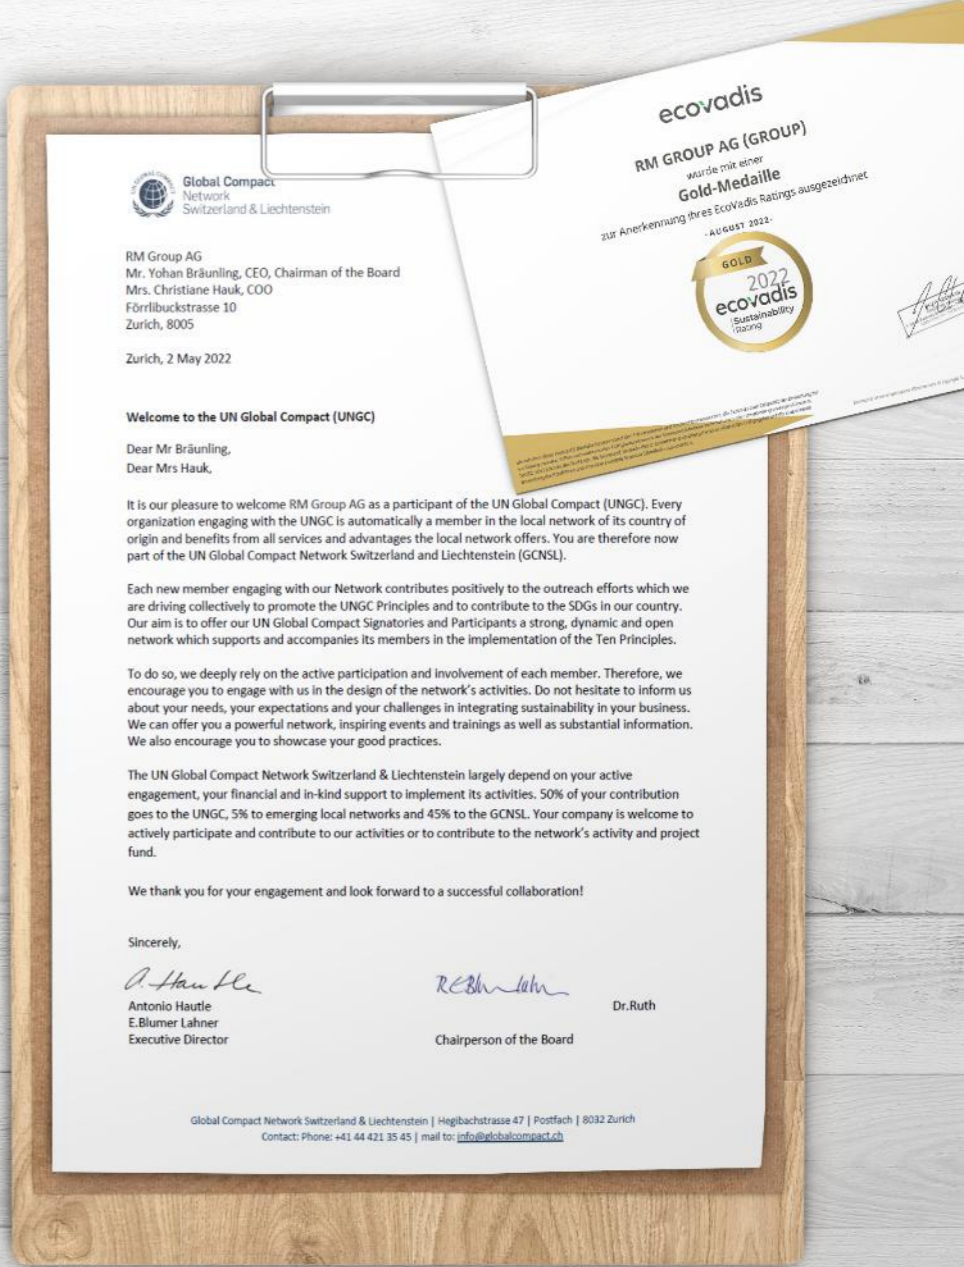 Global Compact
Network
Switzerland & Liechtenstein
RM Group AG
Mr. Yohan Bräunling, CEO, Chairman of the Board
Mrs. Christiane Hauk, COO
Förrlibuckstrasse 10
Zurich, 8005
Zurich, 2 May 2022
Welcome to the UN Global Compact (UNGC)
Dear Mr Bräunling,
Dear Mrs Hauk,
It is our pleasure to welcome RM Group AG as a participant of the UN Global Compact (UNGC). Every
organization engaging with the UNGC is automatically a member in the local network of its country of
origin and benefits from all services and advantages the local network offers. You are therefore now
part of the UN Global Compact Network Switzerland and Liechtenstein (GCNSL).
Each new member engaging with our Network contributes positively to the outreach efforts which we
are driving collectively to promote the UNGC Principles and to contribute to the SDGs in our country.
Our aim is to offer our UN Global Compact Signatories and Participants a strong, dynamic and open
network which supports and accompanies its members in the implementation of the Ten Principles.
To do so, we deeply rely on the active participation and involvement of each member. Therefore, we
encourage you to engage with us in the design of the network's activities. Do not hesitate to inform us
about your needs, your expectations and your challenges in integrating sustainability in your business.
We can offer you a powerful network, inspiring events and trainings as well as substantial information.
We also encourage you to showcase your good practices.
The UN Global Compact Network Switzerland & Liechtenstein largely depend on your active
engagement, your financial and in-kind support to implement its activities. 50% of your contribution
goes to the UNGC, 5% to emerging local networks and 45% to the GCNSL. Your company is welcome to
actively participate and contribute to our activities or to contribute to the network's activity and project
fund.
We thank you for your engagement and look forward to a successful collaboration!
Sincerely,
Antonio Hautle Dr.Ruth
E.Blumer Lahner
Executive Director Chairperson of the Board
Global Compact Network Switzerland & Liechtenstein | Hegibachstrasse 47 | Postfach | 8032 Zurich
Contact: Phone: +41 44 421 35 45 | mail to: info@globalcompact.ch
ecovadis
RM GROUP AG (GROUP)
wurde mit einer
Gold-Medaille
zur Anerkennung ihres EcoVadis Ratings ausgezeichnet
- AUGUST 2022-
GOLD
2022
ecovadis
Sustainability
Rating